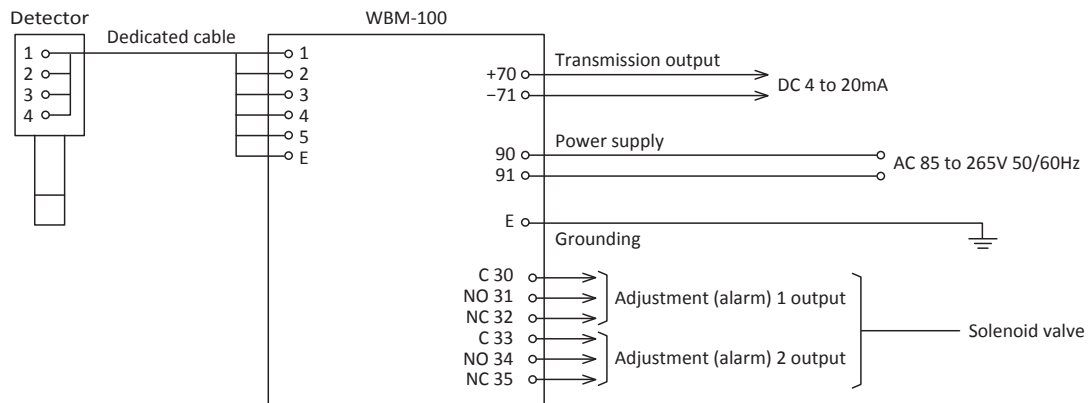 Detector
WBM-100
Dedicated cable
1
2
3
4
1
2
3
4
5
E
+70
−71
Transmission output
DC 4 to 20mA
90
91
Power supply
AC 85 to 265V 50/60Hz
E
Grounding
C 30
NO 31
NC 32
Adjustment (alarm) 1 output
C 33
NO 34
NC 35
Adjustment (alarm) 2 output
Solenoid valve